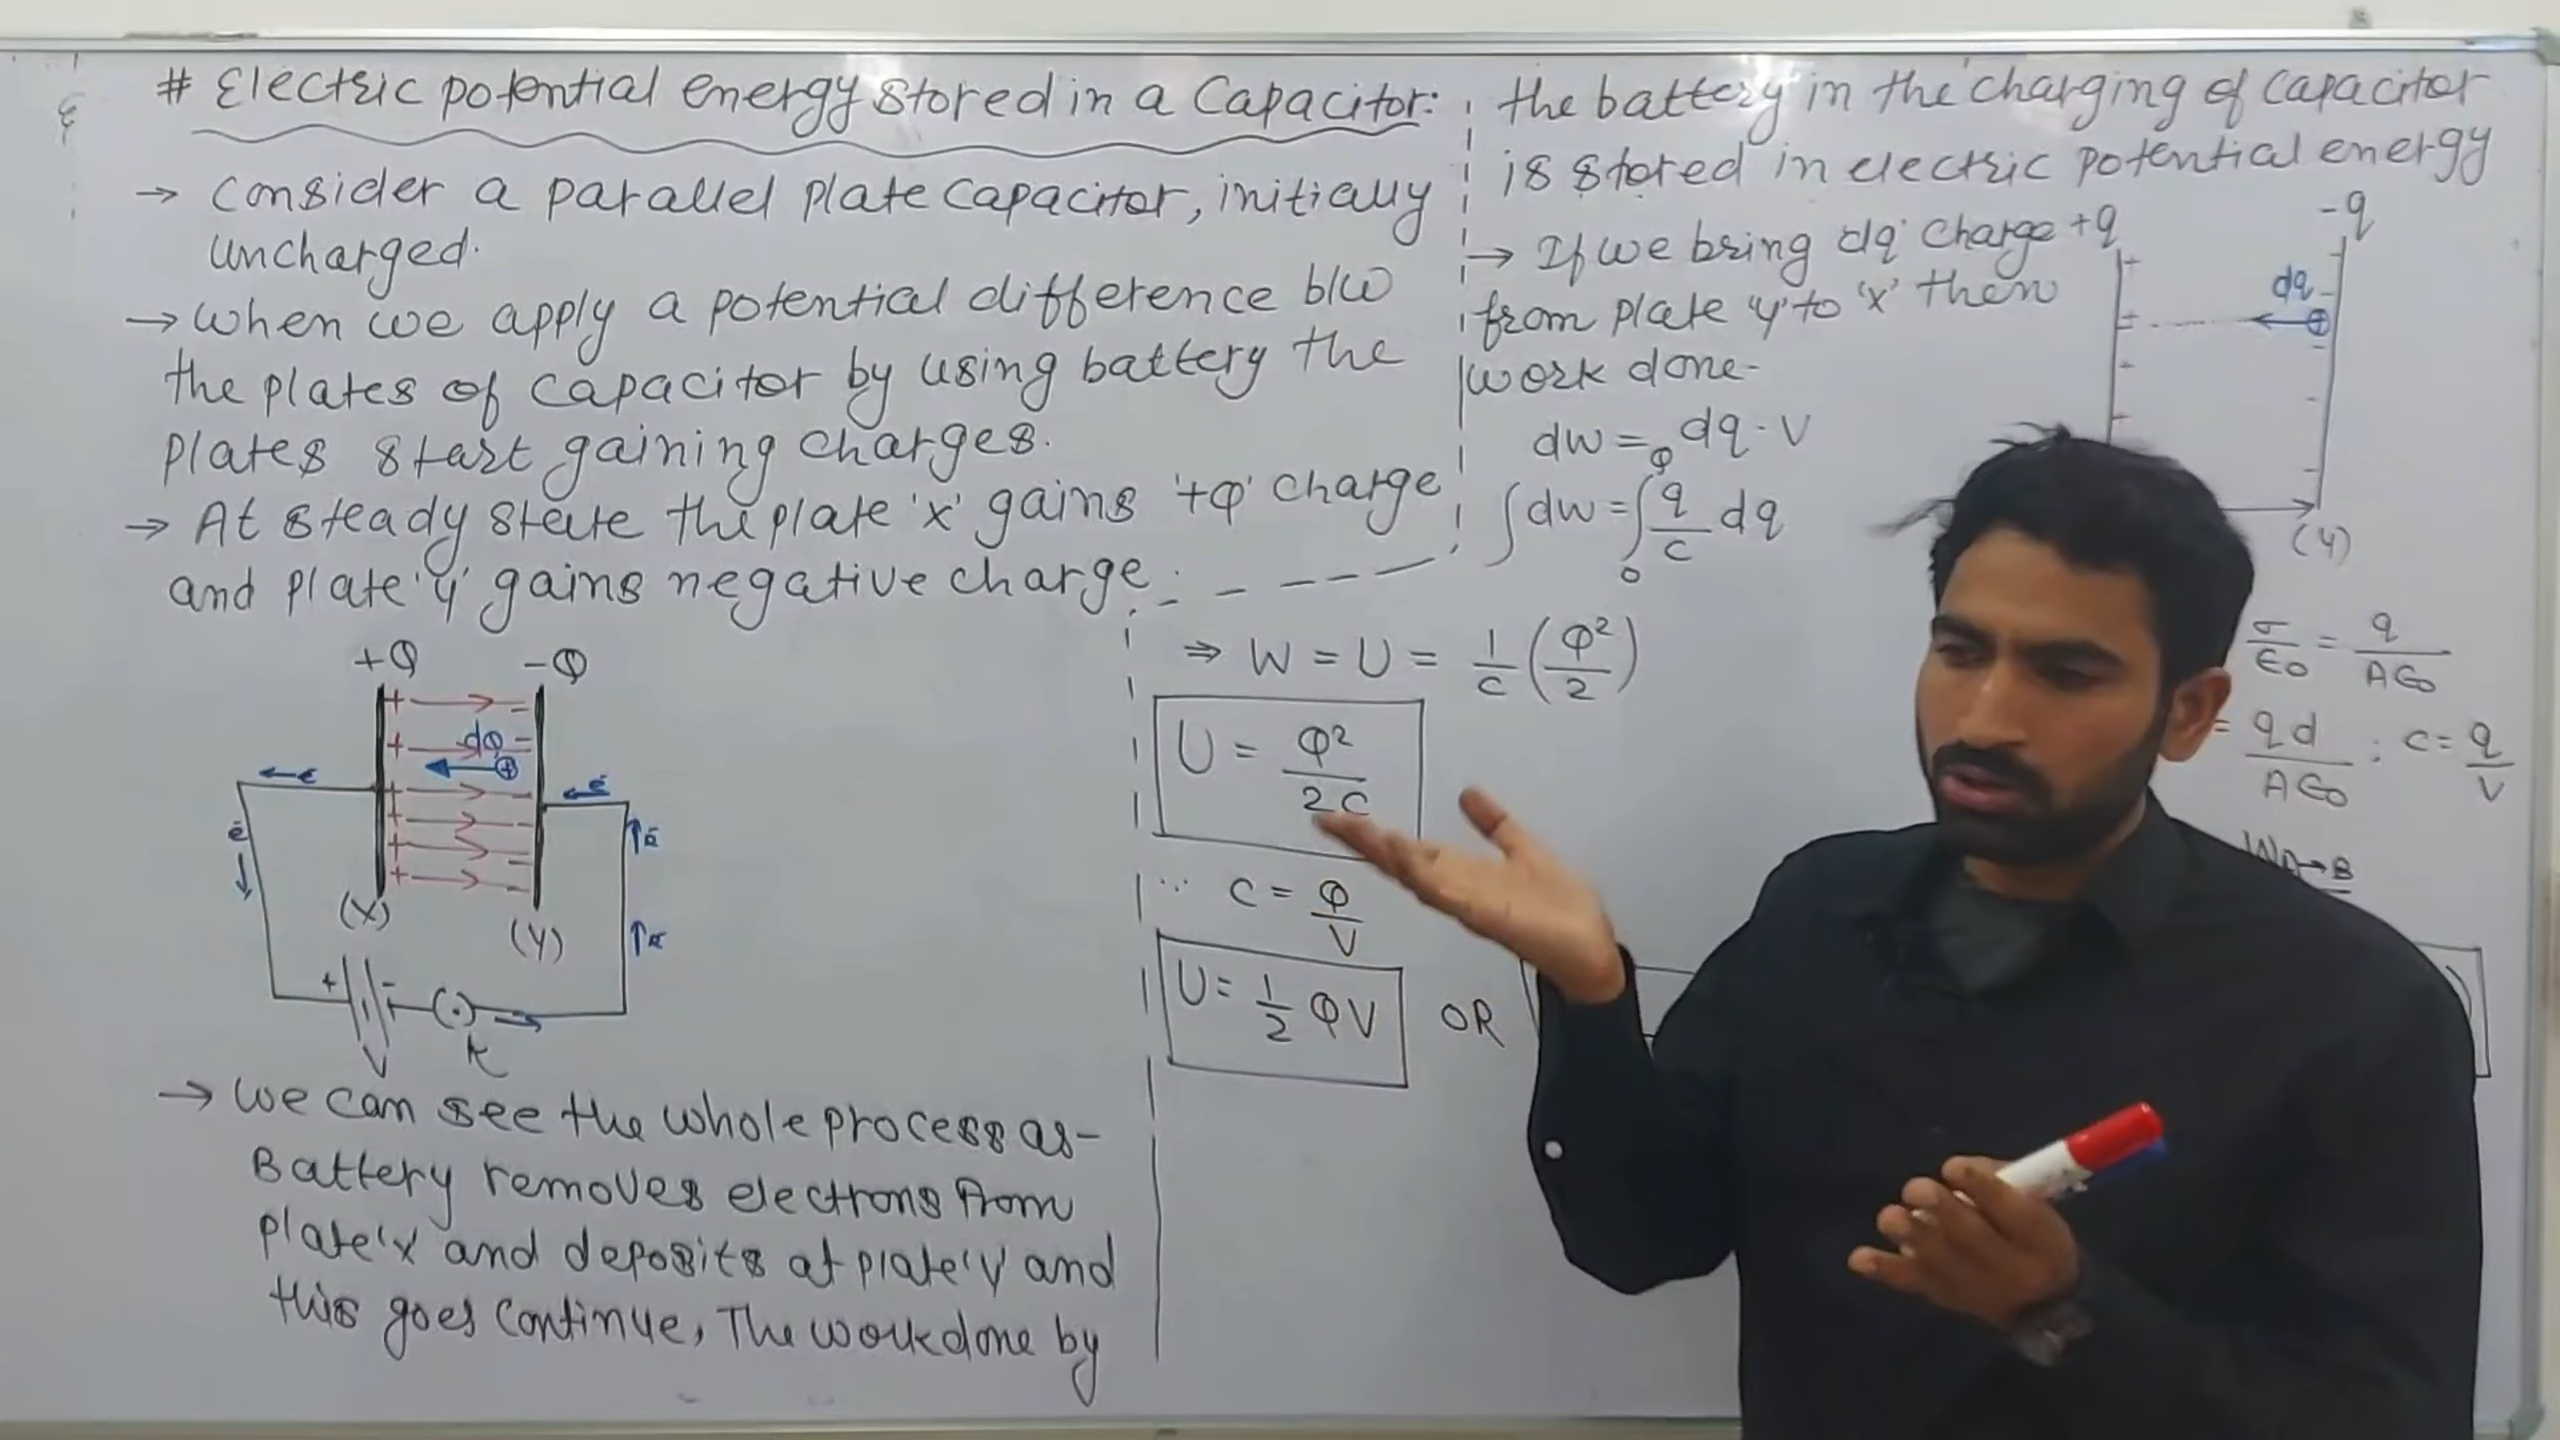 # Electric potential energy stored in a Capacitor:
→ Consider a parallel plate capacitor, initially
uncharged.
→ When we apply a potential difference b/w
the plates of capacitor by using battery the
plates start gaining charges.
→ At steady state the plate 'x' gains '+Q' charge
and plate 'y' gains negative charge.
+Q -Q
dQ
e e
e e
(X)
(Y)
e
+ -
V K
→ We can see the whole process as-
Battery removes electrons from
plate 'x' and deposits at plate 'y' and
this goes continue, The workdone by
the battery in the charging of capacitor
is stored in electric potential energy
→ If we bring dq charge
from plate 'y' to 'x' then
work done-
dw = dq · V
∫dw = ∫₀^Q q/c dq
⇒ W = U = 1/c (Q²/2)
U = Q²/2C
∵ C = Q/V
U = 1/2 QV OR
+q -q
dq
(Y)
σ/ϵ0 = q/Aϵ0
= qd/Aϵ0 ; C = q/V
→B